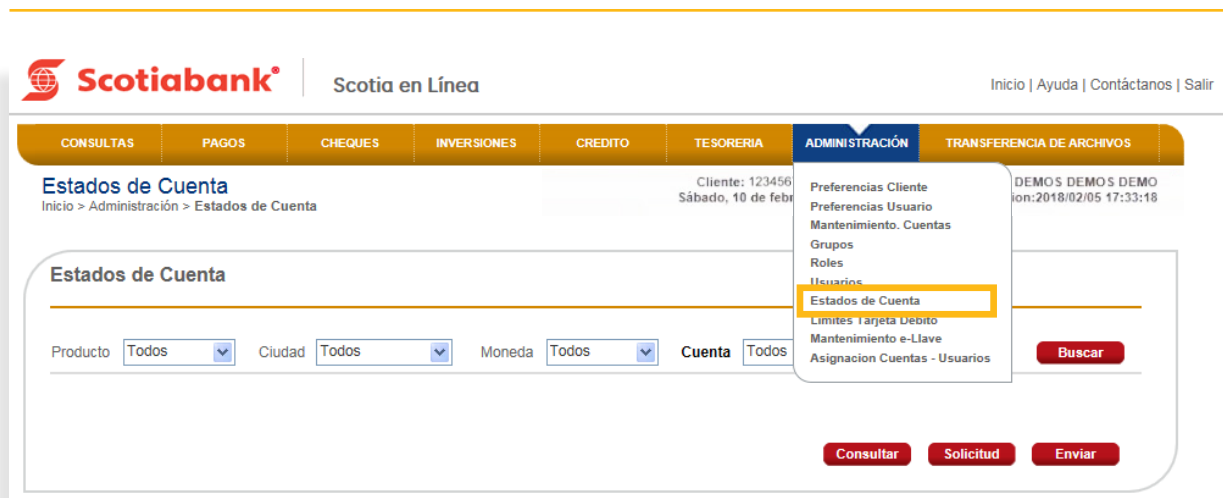 Scotiabank® Scotia en Línea Inicio | Ayuda | Contáctanos | Salir
CONSULTAS PAGOS CHEQUES INVERSIONES CREDITO TESORERIA ADMINISTRACIÓN TRANSFERENCIA DE ARCHIVOS
Estados de Cuenta
Inicio > Administración > Estados de Cuenta
Cliente: 123456
Sábado, 10 de febr
DEMOS DEMOS DEMO
ion:2018/02/05 17:33:18
Preferencias Cliente
Preferencias Usuario
Mantenimiento. Cuentas
Grupos
Roles
Usuarios
Estados de Cuenta
Limites Tarjeta Debito
Mantenimiento e-Llave
Asignacion Cuentas - Usuarios
Estados de Cuenta
Producto Todos Ciudad Todos Moneda Todos Cuenta Todos Buscar
Consultar Solicitud Enviar